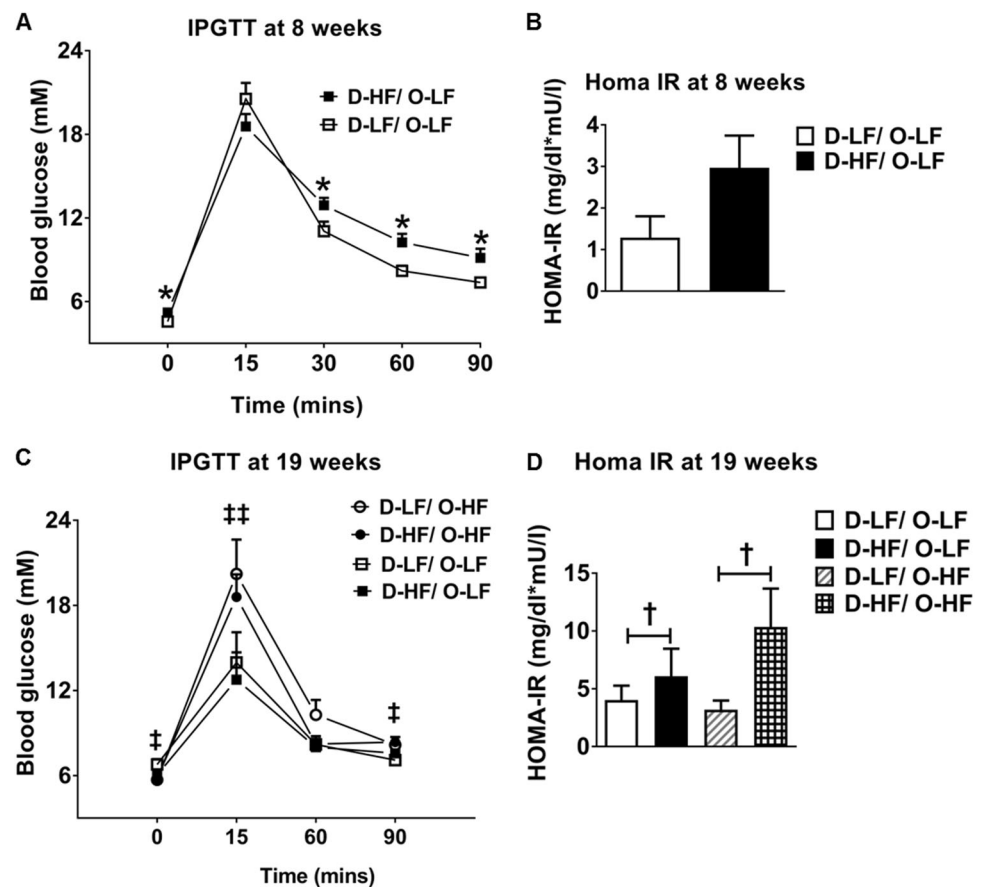 A
IPGTT at 8 weeks
Blood glucose (mM)
24
18
12
6
D-HF/ O-LF
D-LF/ O-LF
*
*
*
*
0 15 30 60 90
Time (mins)
B
Homa IR at 8 weeks
HOMA-IR (mg/dl*mU/l)
4
3
2
1
0
D-LF/ O-LF
D-HF/ O-LF
C
IPGTT at 19 weeks
Blood glucose (mM)
24
18
12
6
D-LF/ O-HF
D-HF/ O-HF
D-LF/ O-LF
D-HF/ O-LF
‡
‡‡
‡
0 15 60 90
Time (mins)
D
Homa IR at 19 weeks
HOMA-IR (mg/dl*mU/l)
15
10
5
0
†
†
D-LF/ O-LF
D-HF/ O-LF
D-LF/ O-HF
D-HF/ O-HF